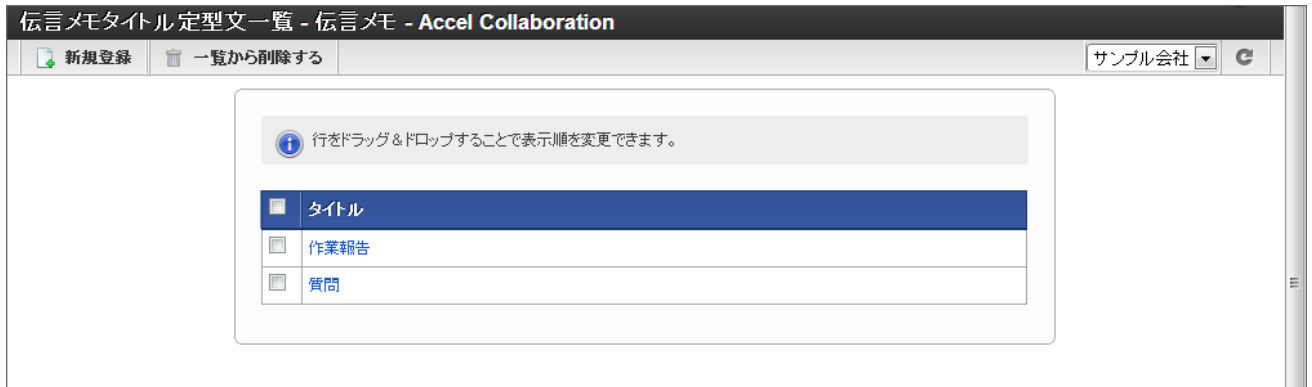 伝言メモタイトル定型文一覧 - 伝言メモ - Accel Collaboration
新規登録 一覧から削除する サンプル会社
行をドラッグ&ドロップすることで表示順を変更できます。
タイトル
作業報告
質問